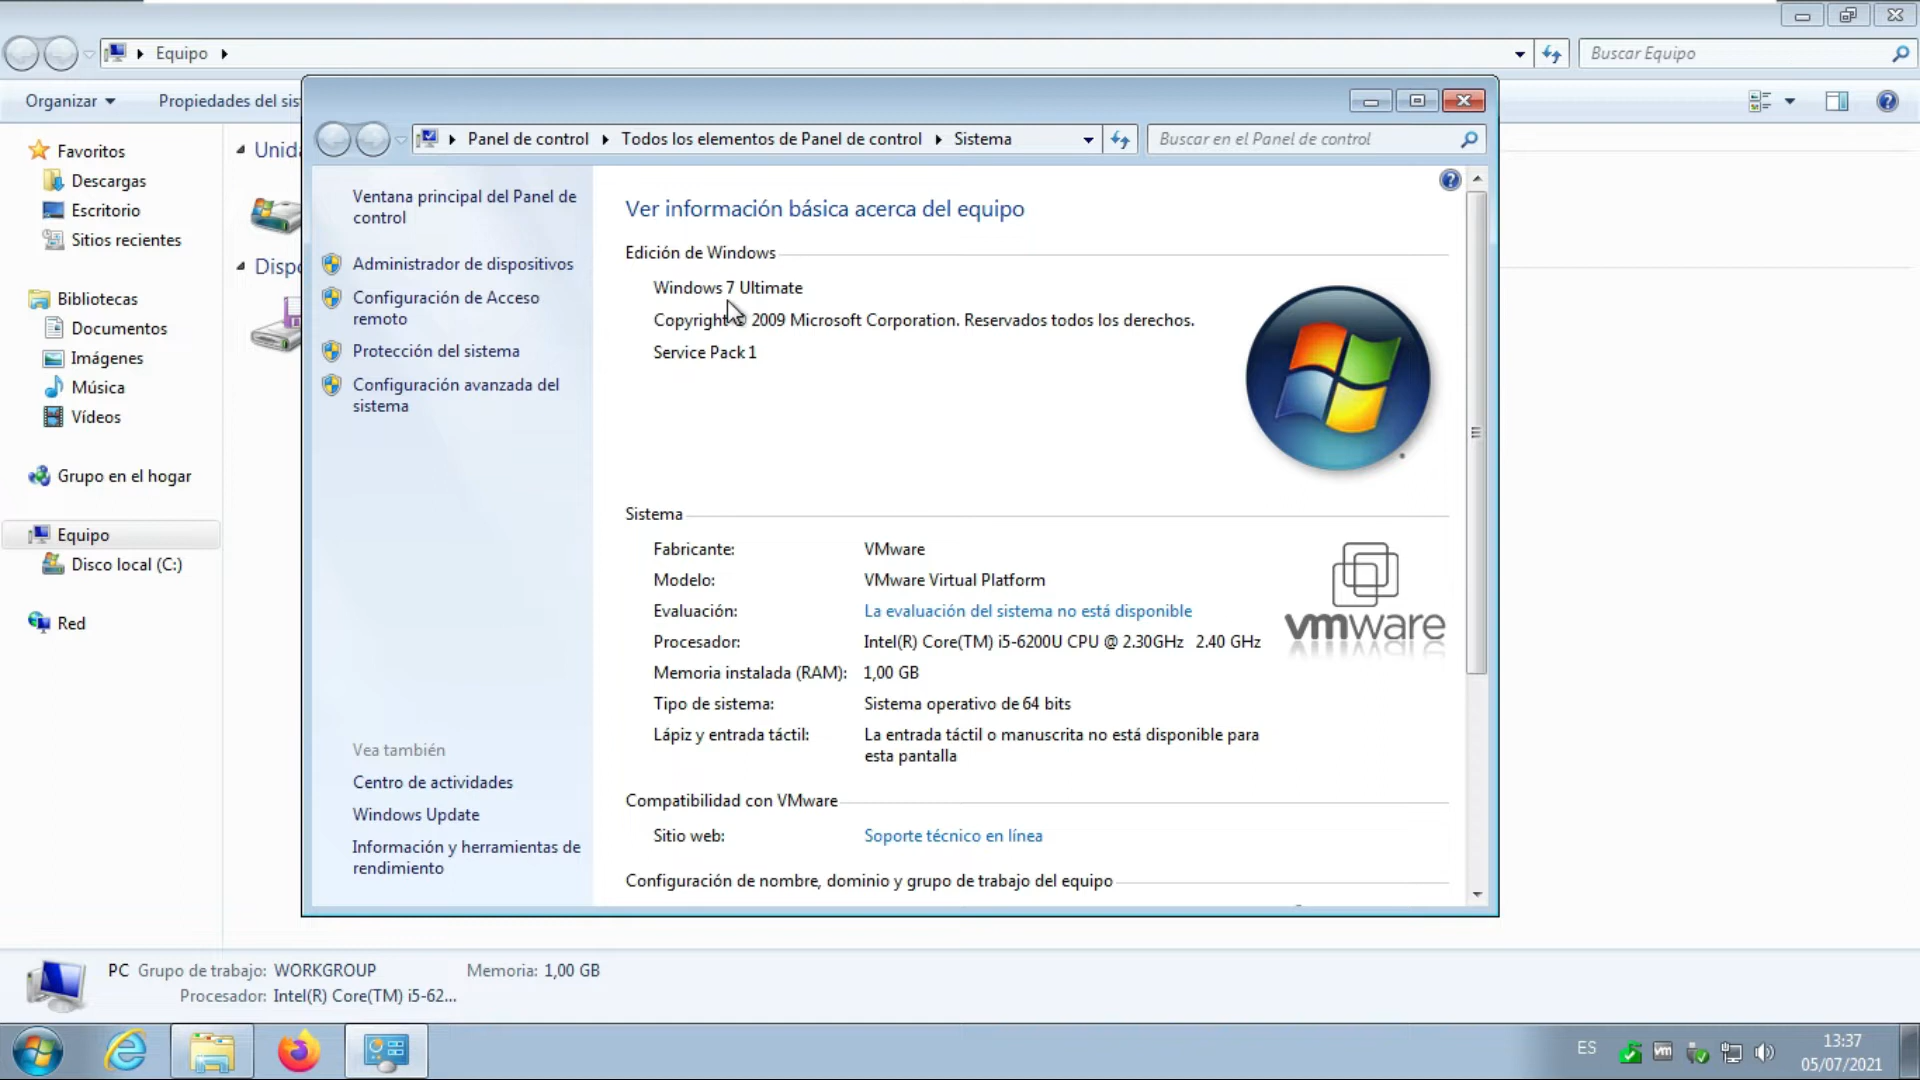 Equipo
Buscar Equipo
Organizar
Propiedades del sis
Favoritos
Descargas
Escritorio
Sitios recientes
Bibliotecas
Documentos
Imágenes
Música
Vídeos
Grupo en el hogar
Equipo
Disco local (C:)
Red
Unida
Dispo
Panel de control
Todos los elementos de Panel de control
Sistema
Buscar en el Panel de control
Ventana principal del Panel de
control
Administrador de dispositivos
Configuración de Acceso
remoto
Protección del sistema
Configuración avanzada del
sistema
Vea también
Centro de actividades
Windows Update
Información y herramientas de
rendimiento
Ver información básica acerca del equipo
Edición de Windows
Windows 7 Ultimate
Copyright © 2009 Microsoft Corporation. Reservados todos los derechos.
Service Pack 1
Sistema
Fabricante: VMware
Modelo: VMware Virtual Platform
Evaluación: La evaluación del sistema no está disponible
Procesador: Intel(R) Core(TM) i5-6200U CPU @ 2.30GHz 2.40 GHz
Memoria instalada (RAM): 1,00 GB
Tipo de sistema: Sistema operativo de 64 bits
Lápiz y entrada táctil: La entrada táctil o manuscrita no está disponible para
esta pantalla
vmware
Compatibilidad con VMware
Sitio web: Soporte técnico en línea
Configuración de nombre, dominio y grupo de trabajo del equipo
PC Grupo de trabajo: WORKGROUP Memoria: 1,00 GB
Procesador: Intel(R) Core(TM) i5-62...
ES
vm
13:37
05/07/2021